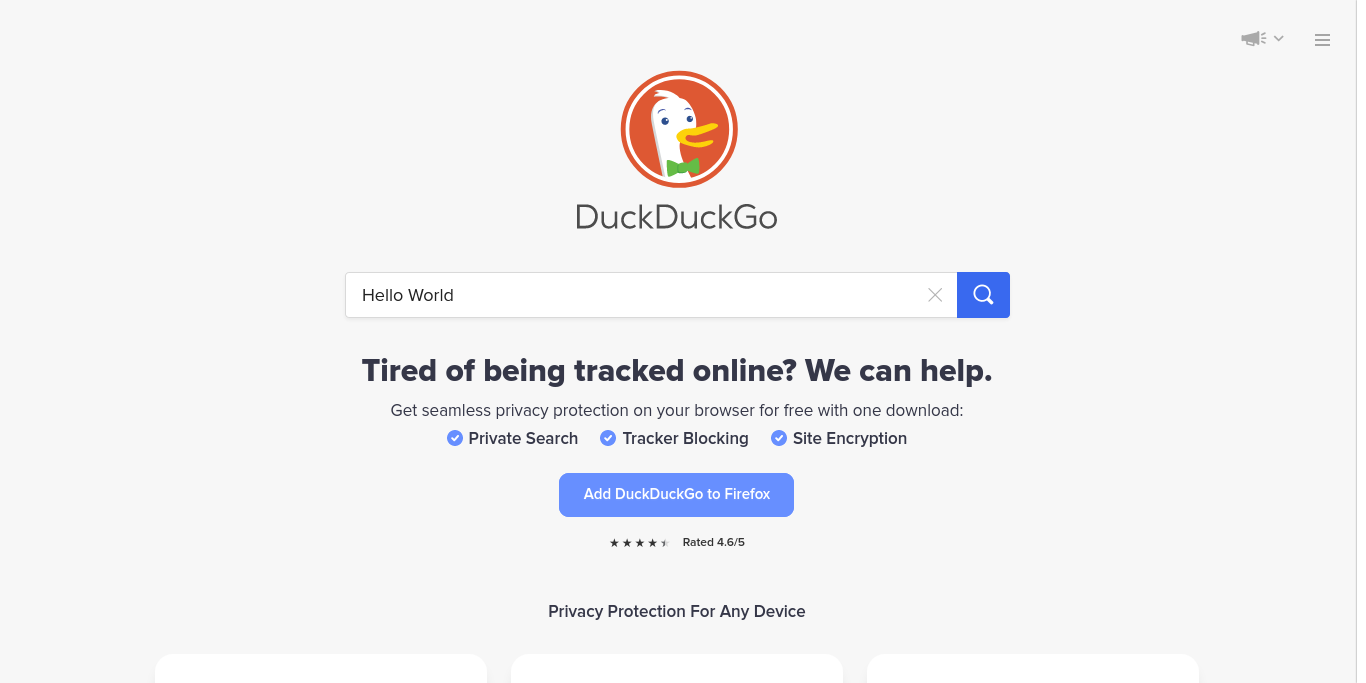 DuckDuckGo
Hello World
Tired of being tracked online? We can help.
Get seamless privacy protection on your browser for free with one download:
Private Search Tracker Blocking Site Encryption
Add DuckDuckGo to Firefox
Rated 4.6/5
Privacy Protection For Any Device